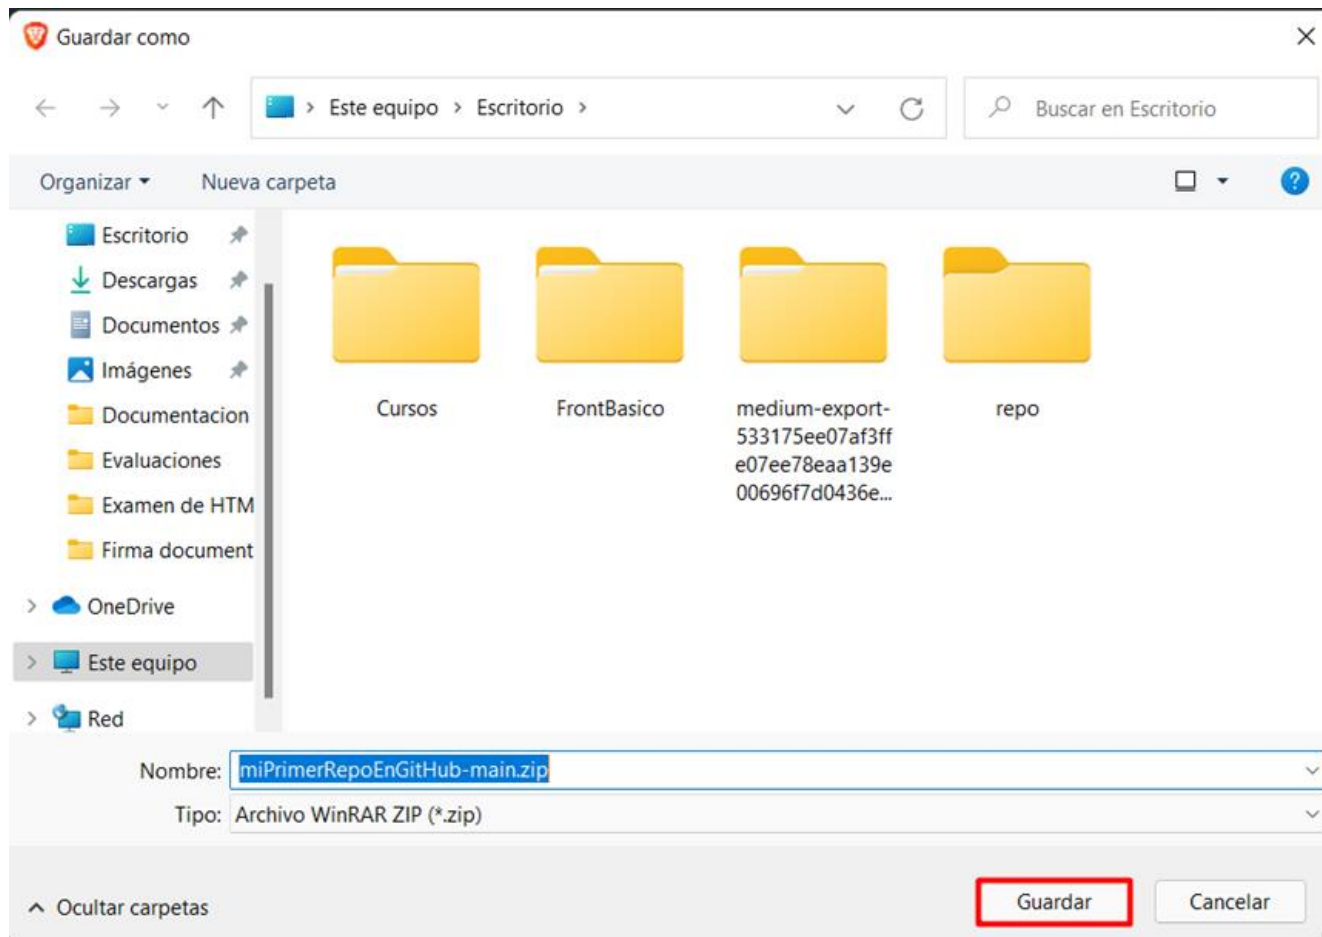 Guardar como
Este equipo > Escritorio >
Buscar en Escritorio
Organizar
Nueva carpeta
Escritorio
Descargas
Documentos
Imágenes
Documentacion
Evaluaciones
Examen de HTM
Firma document
OneDrive
Este equipo
Red
Cursos
FrontBasico
medium-export-
533175ee07af3ff
e07ee78eaa139e
00696f7d0436e...
repo
Nombre: miPrimerRepoEnGitHub-main.zip
Tipo: Archivo WinRAR ZIP (*.zip)
Ocultar carpetas
Guardar
Cancelar